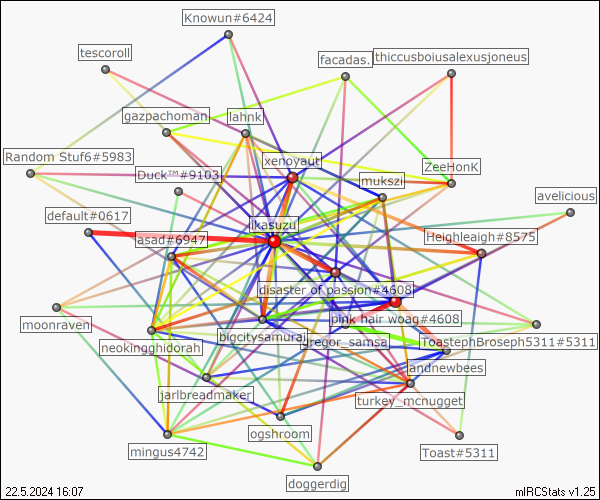 Knowun#6424
tescoroll
facadas.
thiccusboiusalexusjoneus
gazpachoman
lahnk
xenoyaut
Random Stuf6#5983
Duck™#9103
mukszi
ZeeHonK
avelicious
default#0617
ikasuzu
asad#6947
Heighleaigh#8575
disaster of passion#4608
pink hair woag#4608
moonraven
bigcitysamurai
gregor_samsa
ToastephBroseph5311#5311
neokingghidorah
landnewbees
jarlbreadmaker
turkey_mcnugget
ogshroom
mingus4742
Toast#5311
doggerdig
22.5.2024 16:07
mIRCStats v1.25